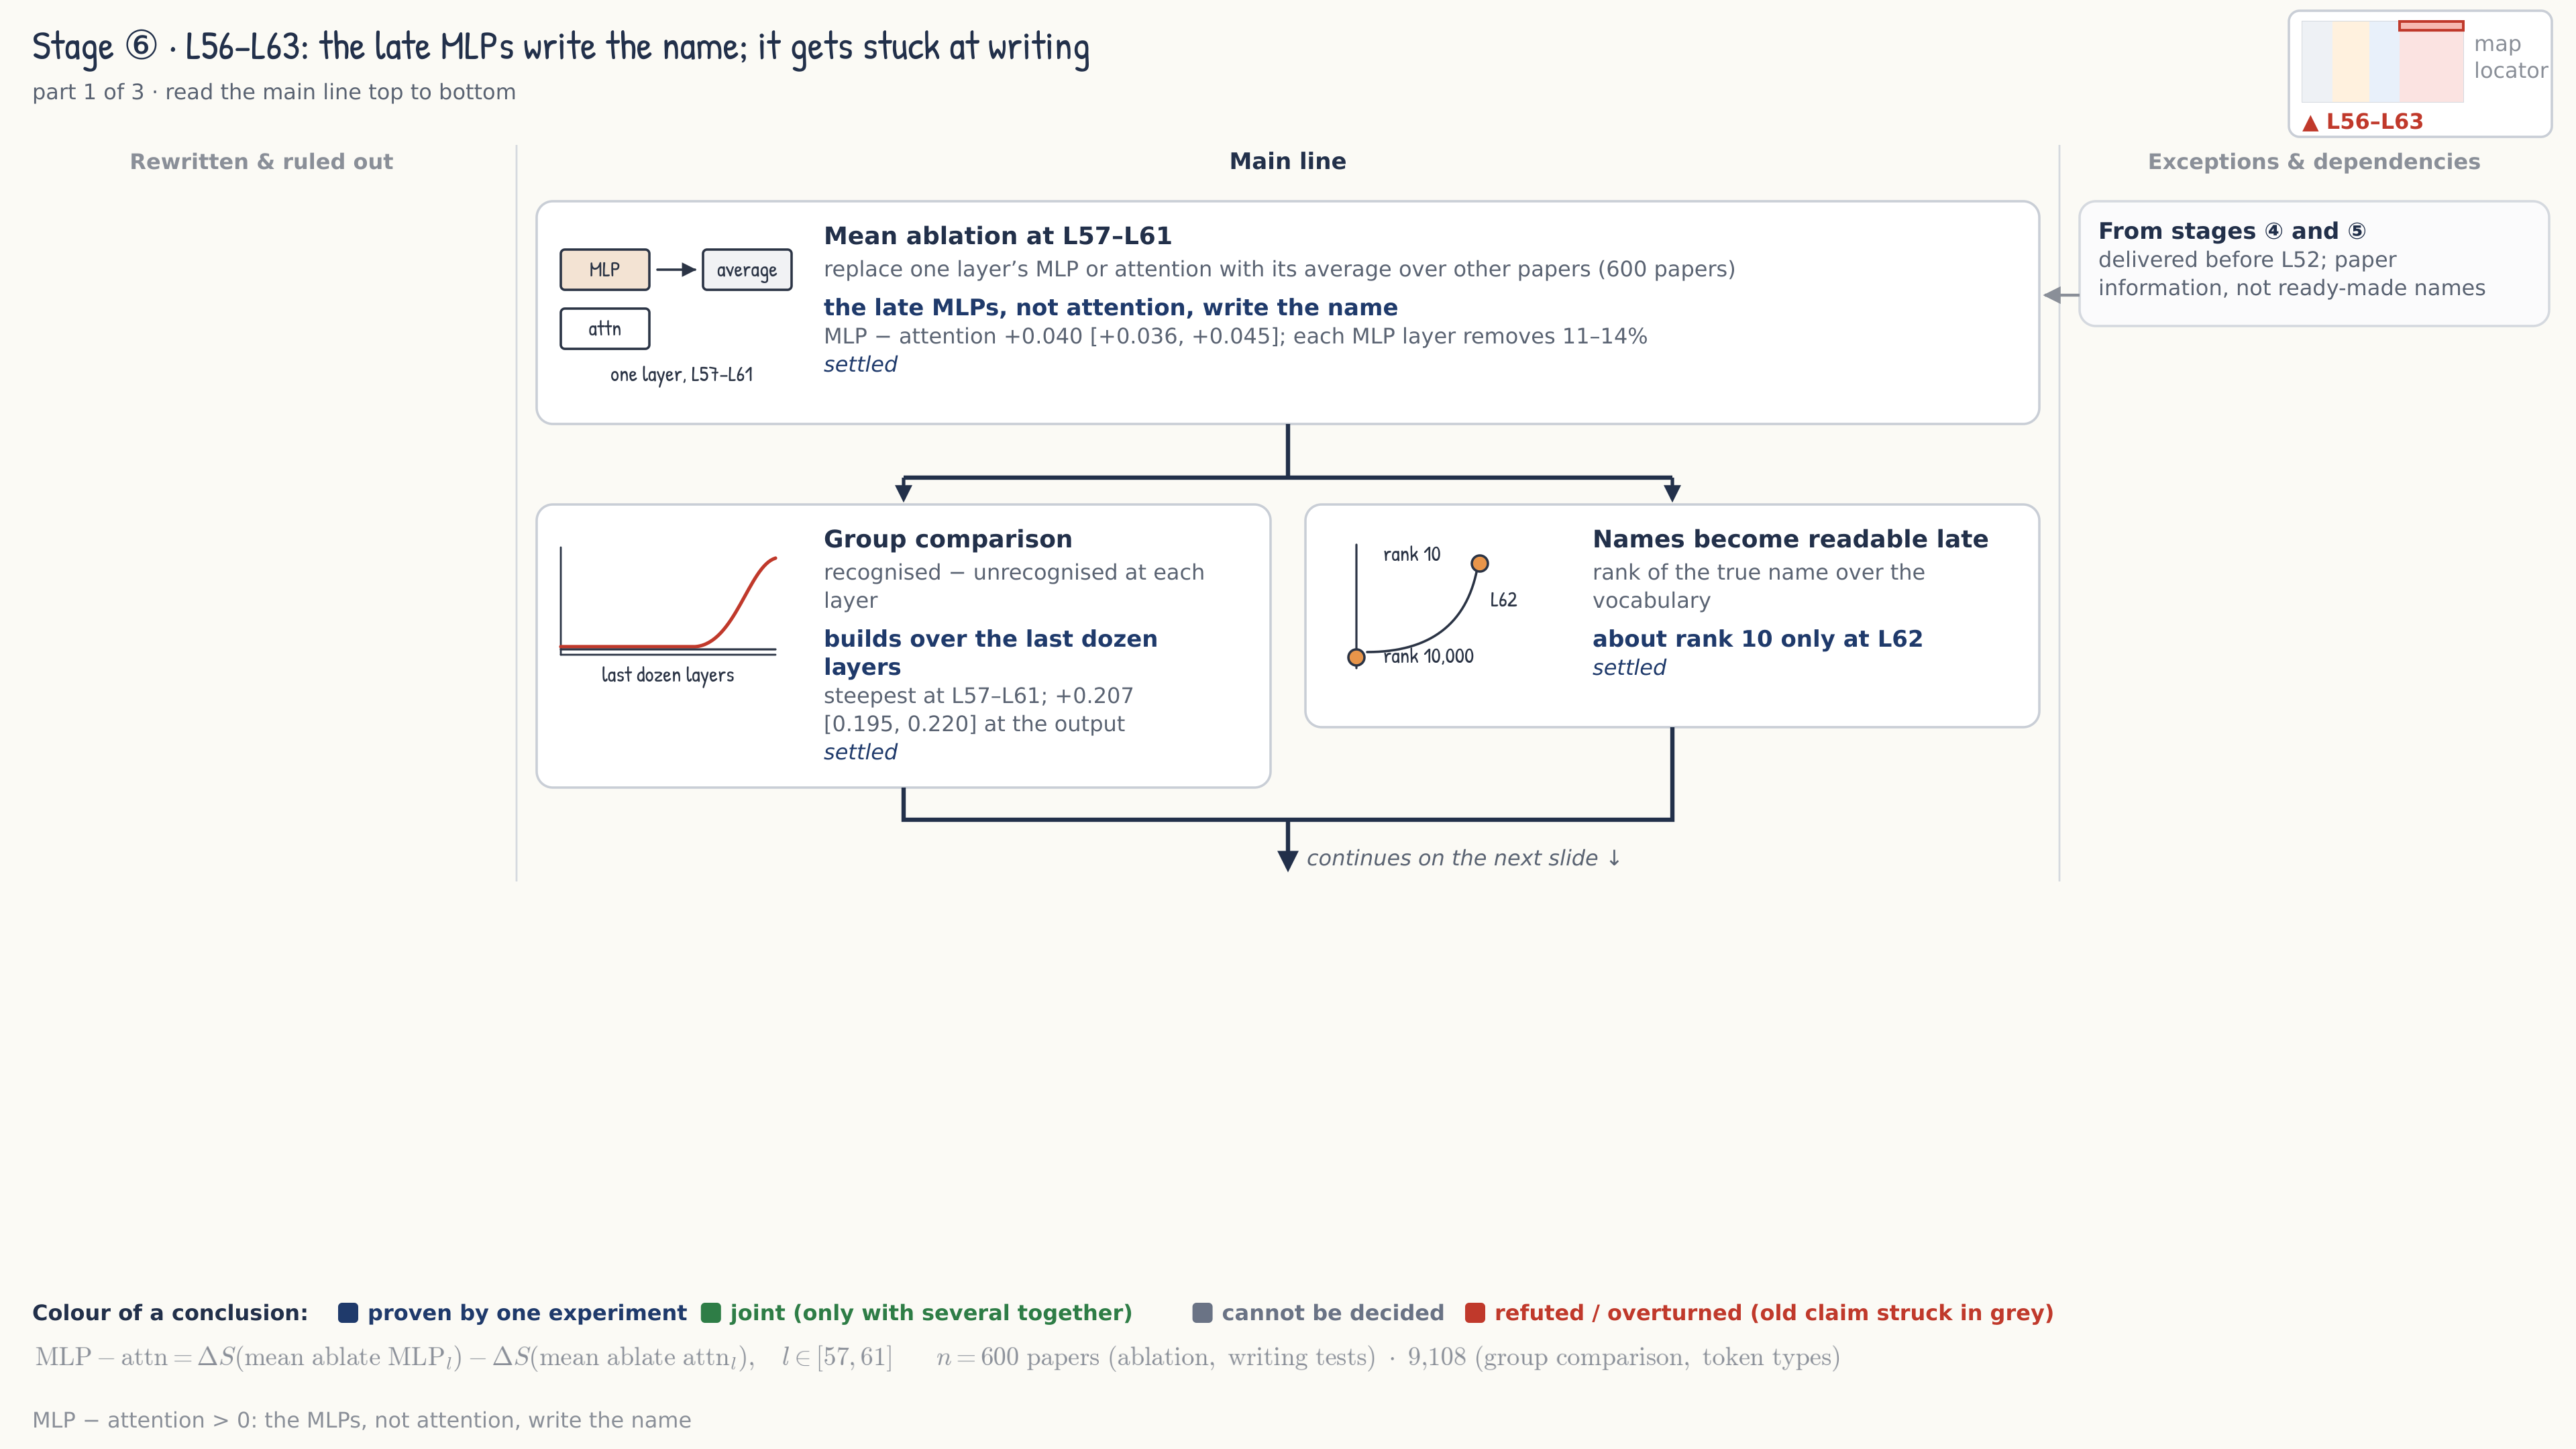 Stage ⑥ · L56–L63: the late MLPs write the name; it gets stuck at writing
part 1 of 3 · read the main line top to bottom
map
locator
▲ L56–L63
Rewritten & ruled out
Main line
Exceptions & dependencies
MLP
average
attn
one layer, L57–L61
Mean ablation at L57–L61
replace one layer’s MLP or attention with its average over other papers (600 papers)
the late MLPs, not attention, write the name
MLP − attention +0.040 [+0.036, +0.045]; each MLP layer removes 11–14%
settled
From stages ④ and ⑤
delivered before L52; paper
information, not ready-made names
last dozen layers
Group comparison
recognised − unrecognised at each
layer
builds over the last dozen
layers
steepest at L57–L61; +0.207
[0.195, 0.220] at the output
settled
rank 10
L62
rank 10,000
Names become readable late
rank of the true name over the
vocabulary
about rank 10 only at L62
settled
continues on the next slide ↓
Colour of a conclusion: proven by one experiment joint (only with several together) cannot be decided refuted / overturned (old claim struck in grey)
MLP − attn = ΔS(mean ablate MLP_l) − ΔS(mean ablate attn_l), l ∈ [57, 61] n = 600 papers (ablation, writing tests) · 9,108 (group comparison, token types)
MLP − attention > 0: the MLPs, not attention, write the name